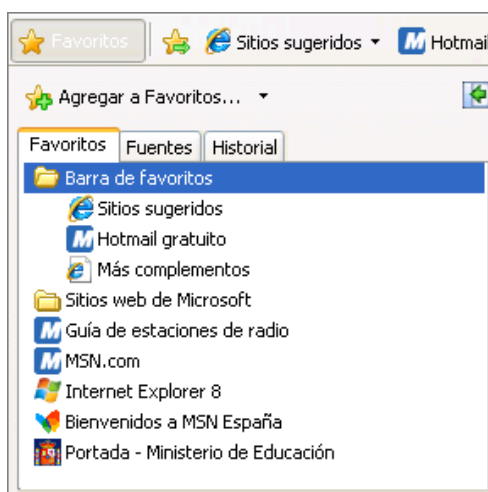 Favoritos Sitios sugeridos Hotmail
Agregar a Favoritos...
Favoritos Fuentes Historial
Barra de favoritos
Sitios sugeridos
Hotmail gratuito
Más complementos
Sitios web de Microsoft
Guía de estaciones de radio
MSN.com
Internet Explorer 8
Bienvenidos a MSN España
Portada - Ministerio de Educación